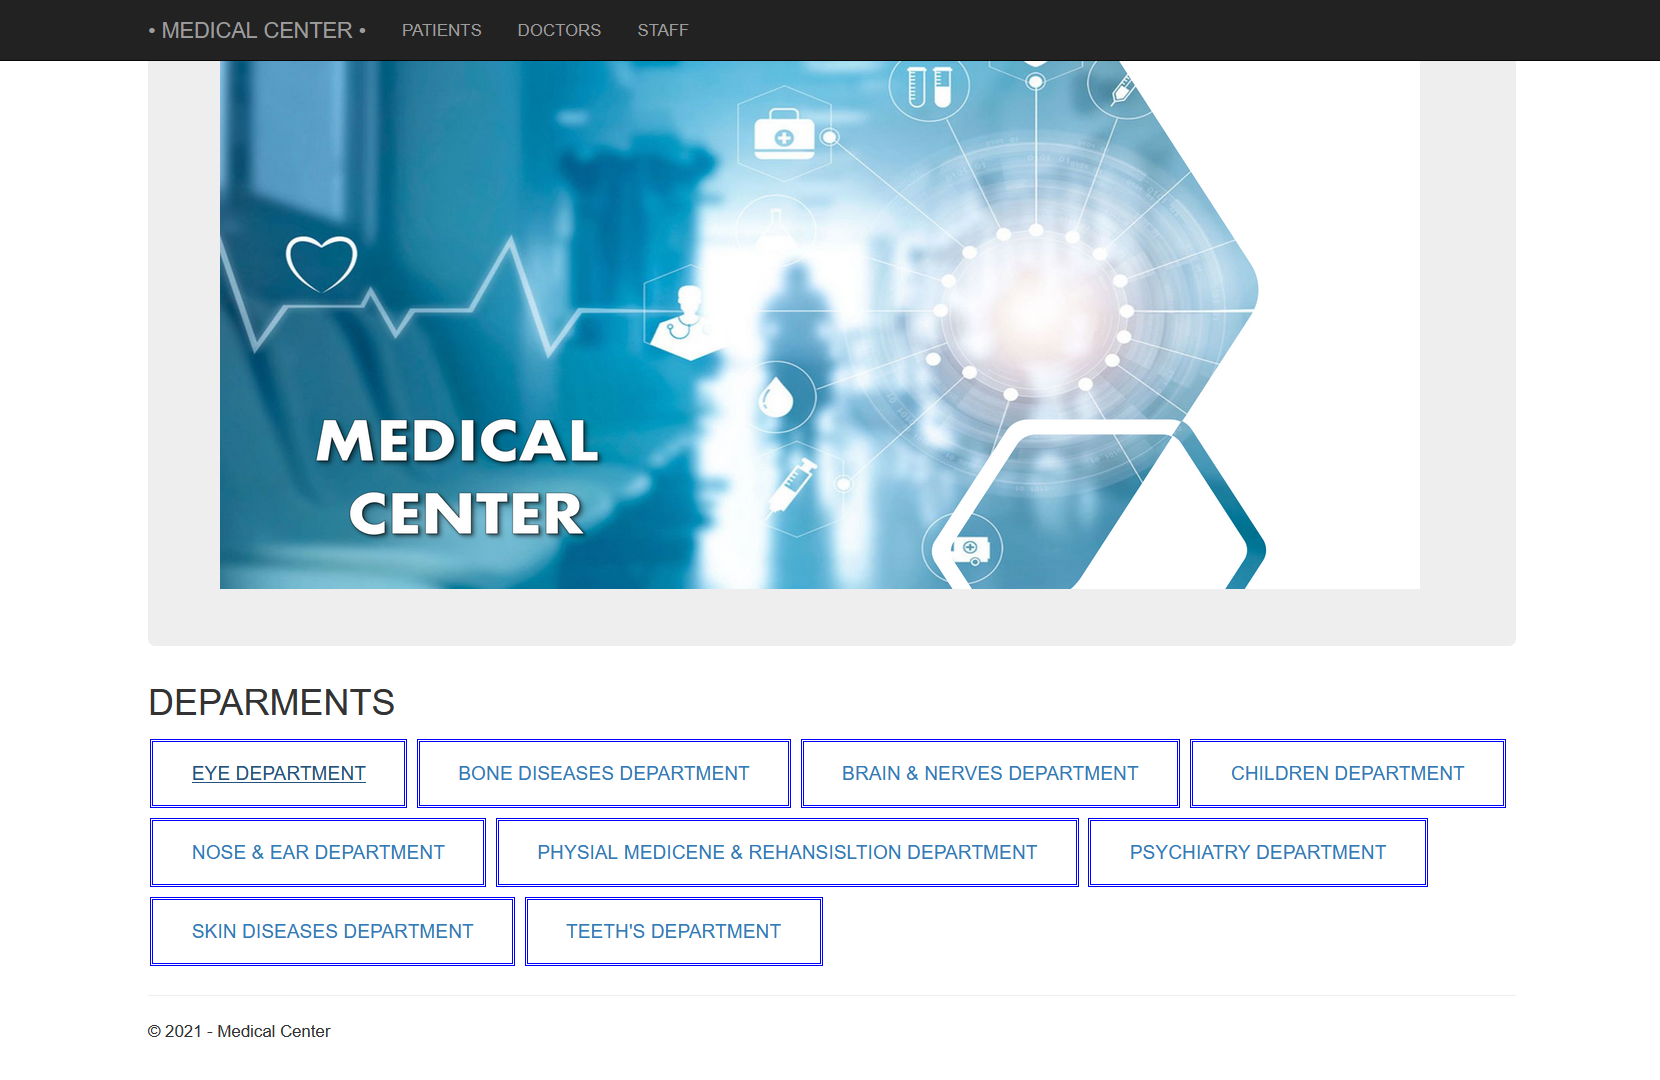 • MEDICAL CENTER • PATIENTS DOCTORS STAFF
MEDICAL
CENTER
DEPARMENTS
EYE DEPARTMENT BONE DISEASES DEPARTMENT BRAIN & NERVES DEPARTMENT CHILDREN DEPARTMENT
NOSE & EAR DEPARTMENT PHYSIAL MEDICENE & REHANSISLTION DEPARTMENT PSYCHIATRY DEPARTMENT
SKIN DISEASES DEPARTMENT TEETH'S DEPARTMENT
© 2021 - Medical Center